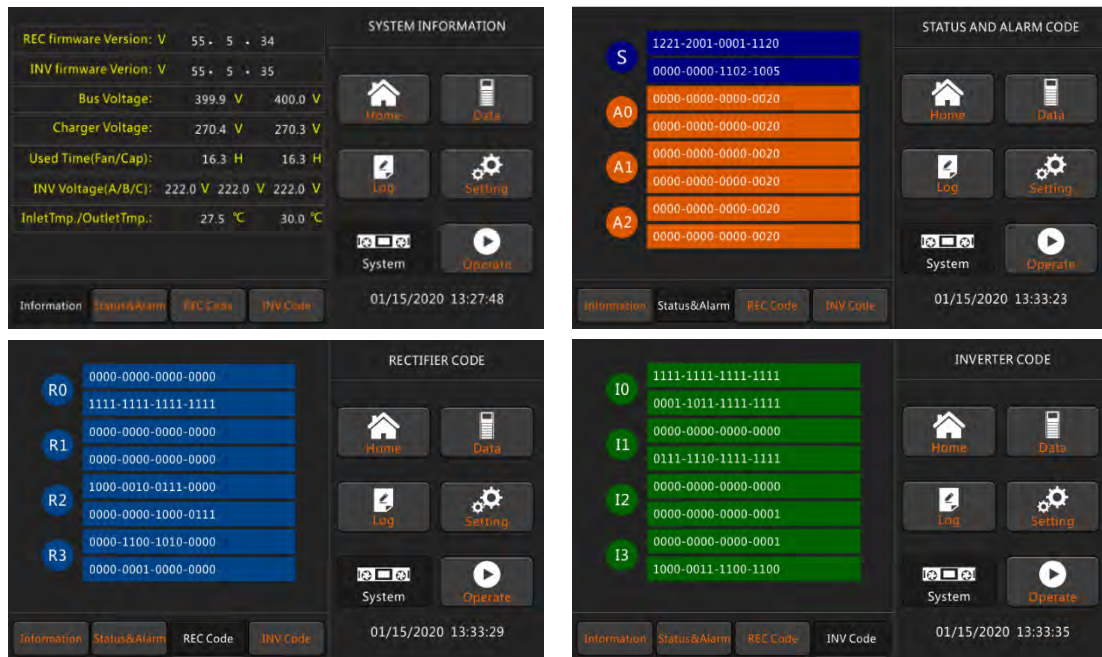 SYSTEM INFORMATION
REC firmware Version: V 55. 5 . 34
INV firmware Verion: V 55. 5 . 35
Bus Voltage: 399.9 V 400.0 V
Charger Voltage: 270.4 V 270.3 V
Used Time(Fan/Cap): 16.3 H 16.3 H
INV Voltage(A/B/C): 222.0 V 222.0 V 222.0 V
InletTmp./OutletTmp.: 27.5 ℃ 30.0 ℃
Home Data
Log Setting
System Operate
Information Status&Alarm REC Code INV Code
01/15/2020 13:27:48
STATUS AND ALARM CODE
S
1221-2001-0001-1120
0000-0000-1102-1005
A0
0000-0000-0000-0020
0000-0000-0000-0020
A1
0000-0000-0000-0020
0000-0000-0000-0020
A2
0000-0000-0000-0020
0000-0000-0000-0020
Home Data
Log Setting
System Operate
Information Status&Alarm REC Code INV Code
01/15/2020 13:33:23
RECTIFIER CODE
R0
0000-0000-0000-0000
1111-1111-1111-1111
R1
0000-0000-0000-0000
0000-0000-0000-0000
R2
1000-0010-0111-0000
0000-0000-1000-0111
R3
0000-1100-1010-0000
0000-0001-0000-0000
Home Data
Log Setting
System Operate
Information Status&Alarm REC Code INV Code
01/15/2020 13:33:29
INVERTER CODE
I0
1111-1111-1111-1111
0001-1011-1111-1111
I1
0000-0000-0000-0000
0111-1110-1111-1111
I2
0000-0000-0000-0000
0000-0000-0000-0001
I3
0000-0000-0000-0001
1000-0011-1100-1100
Home Data
Log Setting
System Operate
Information Status&Alarm REC Code INV Code
01/15/2020 13:33:35